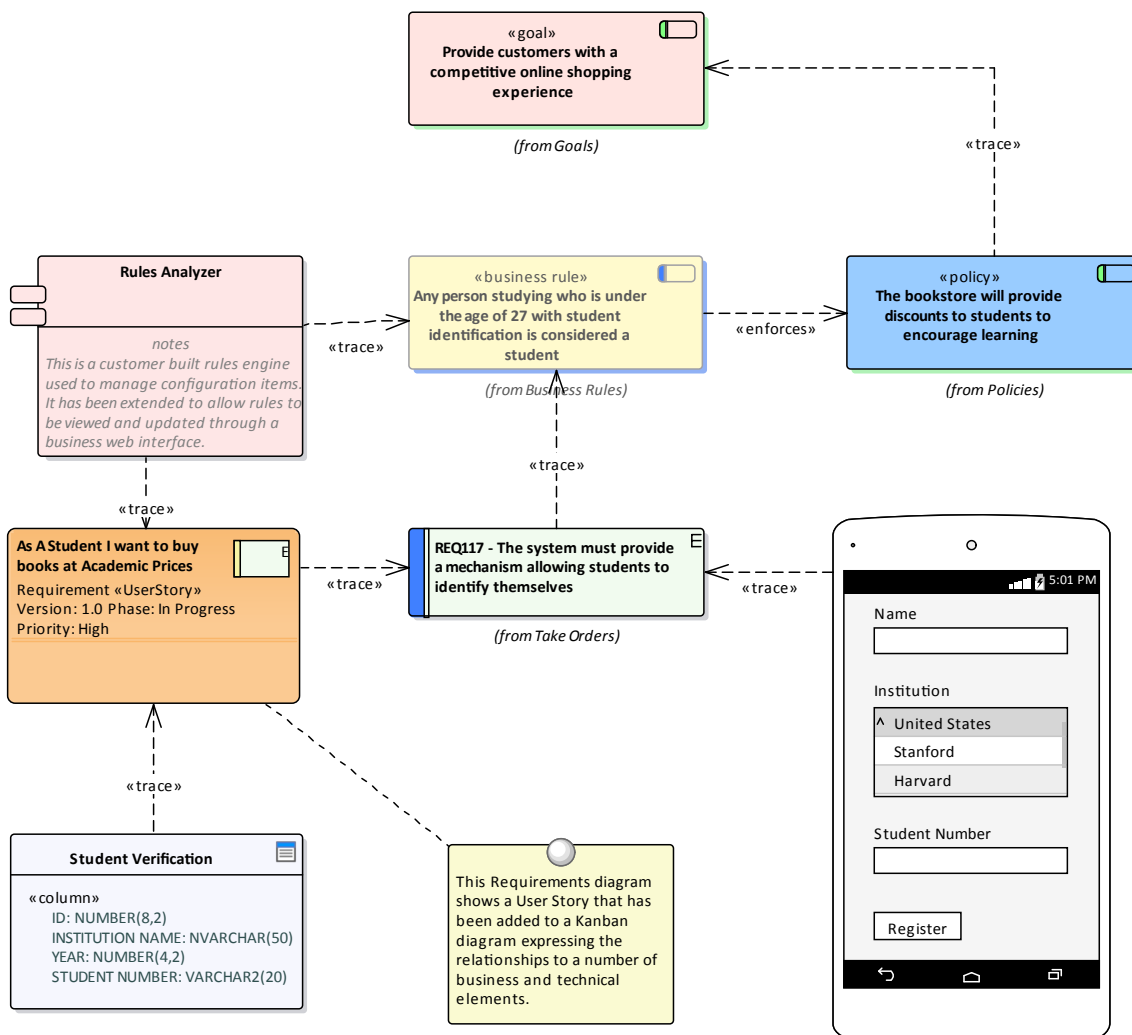 «goal»
Provide customers with a
competitive online shopping
experience
(from Goals)
«trace»
Rules Analyzer
notes
This is a customer built rules engine
used to manage configuration items.
It has been extended to allow rules to
be viewed and updated through a
business web interface.
«trace»
«business rule»
Any person studying who is under
the age of 27 with student
identification is considered a
student
(from Business Rules)
«enforces»
«policy»
The bookstore will provide
discounts to students to
encourage learning
(from Policies)
«trace»
«trace»
As A Student I want to buy
books at Academic Prices
E
Requirement «UserStory»
Version: 1.0 Phase: In Progress
Priority: High
«trace»
REQ117 - The system must provide
a mechanism allowing students to
identify themselves
E
(from Take Orders)
«trace»
5:01 PM
Name
Institution
^ United States
Stanford
Harvard
Student Number
Register
«trace»
Student Verification
«column»
ID: NUMBER(8,2)
INSTITUTION NAME: NVARCHAR(50)
YEAR: NUMBER(4,2)
STUDENT NUMBER: VARCHAR2(20)
This Requirements diagram
shows a User Story that has
been added to a Kanban
diagram expressing the
relationships to a number of
business and technical
elements.